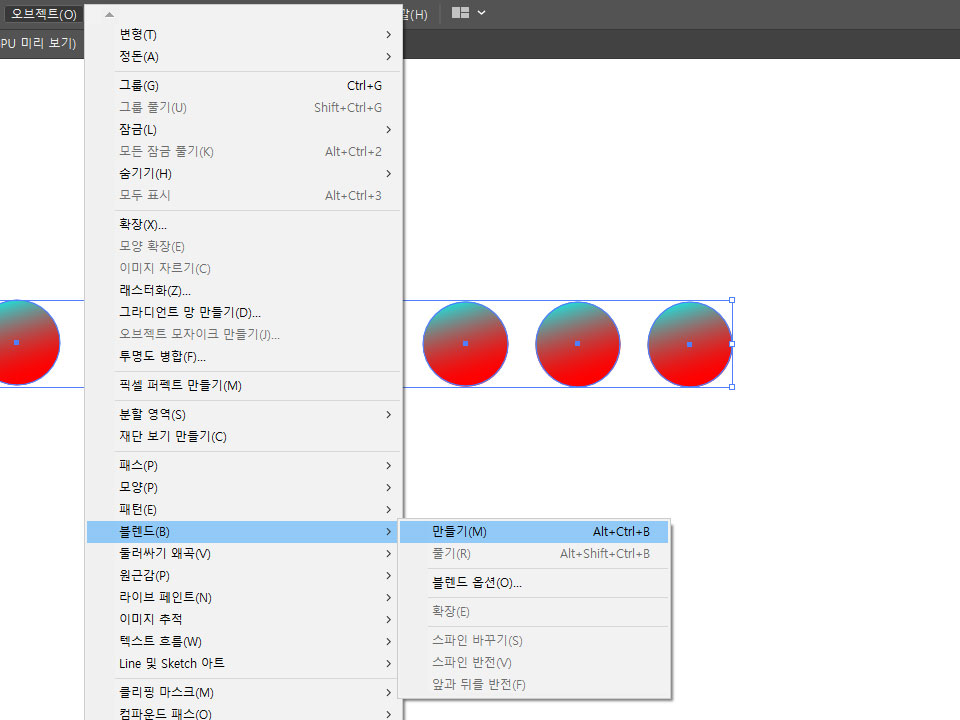 오브젝트(O)
말(H)
PU 미리 보기)
변형(T)
정돈(A)
그룹(G) Ctrl+G
그룹 풀기(U) Shift+Ctrl+G
잠금(L)
모든 잠금 풀기(K) Alt+Ctrl+2
숨기기(H)
모두 표시 Alt+Ctrl+3
확장(X)...
모양 확장(E)
이미지 자르기(C)
래스터화(Z)...
그라디언트 망 만들기(D)...
오브젝트 모자이크 만들기(J)...
투명도 병합(F)...
픽셀 퍼펙트 만들기(M)
분할 영역(S)
재단 보기 만들기(C)
패스(P)
모양(P)
패턴(E)
블렌드(B)
만들기(M) Alt+Ctrl+B
둘러싸기 왜곡(V)
풀기(R) Alt+Shift+Ctrl+B
원근감(P)
블렌드 옵션(O)...
라이브 페인트(N)
확장(E)
이미지 추적
텍스트 흐름(W)
스파인 바꾸기(S)
Line 및 Sketch 아트
스파인 반전(V)
앞과 뒤를 반전(F)
클리핑 마스크(M)
컴파운드 패스(O)